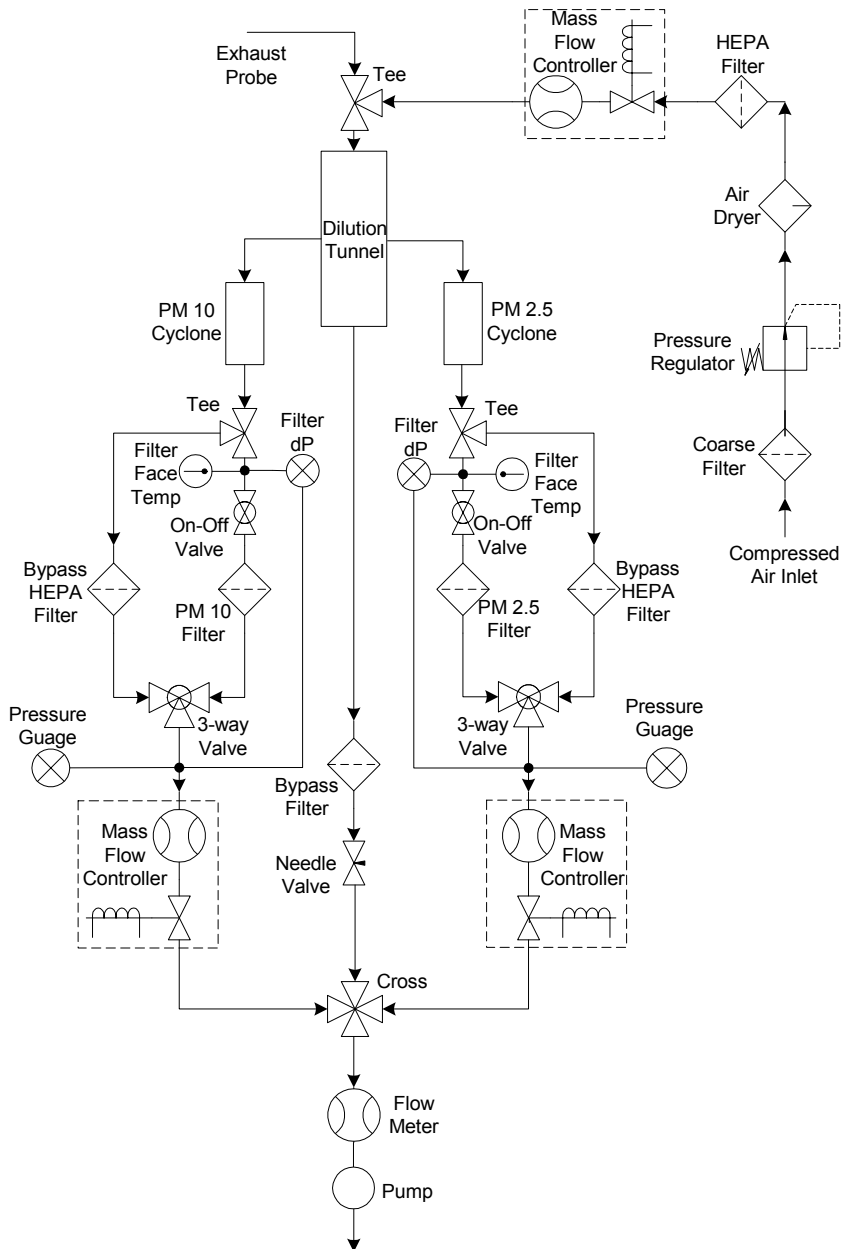 Exhaust
Probe
Tee
Mass
Flow
Controller
HEPA
Filter
Air
Dryer
Dilution
Tunnel
PM 10
Cyclone
PM 2.5
Cyclone
Pressure
Regulator
Tee
Filter
dP
Filter
dP
Tee
Coarse
Filter
Filter
Face
Temp
Filter
Face
Temp
On-Off
Valve
On-Off
Valve
Compressed
Air Inlet
Bypass
HEPA
Filter
PM 10
Filter
PM 2.5
Filter
Bypass
HEPA
Filter
Pressure
Guage
3-way
Valve
3-way
Valve
Pressure
Guage
Bypass
Filter
Mass
Flow
Controller
Needle
Valve
Mass
Flow
Controller
Cross
Flow
Meter
Pump